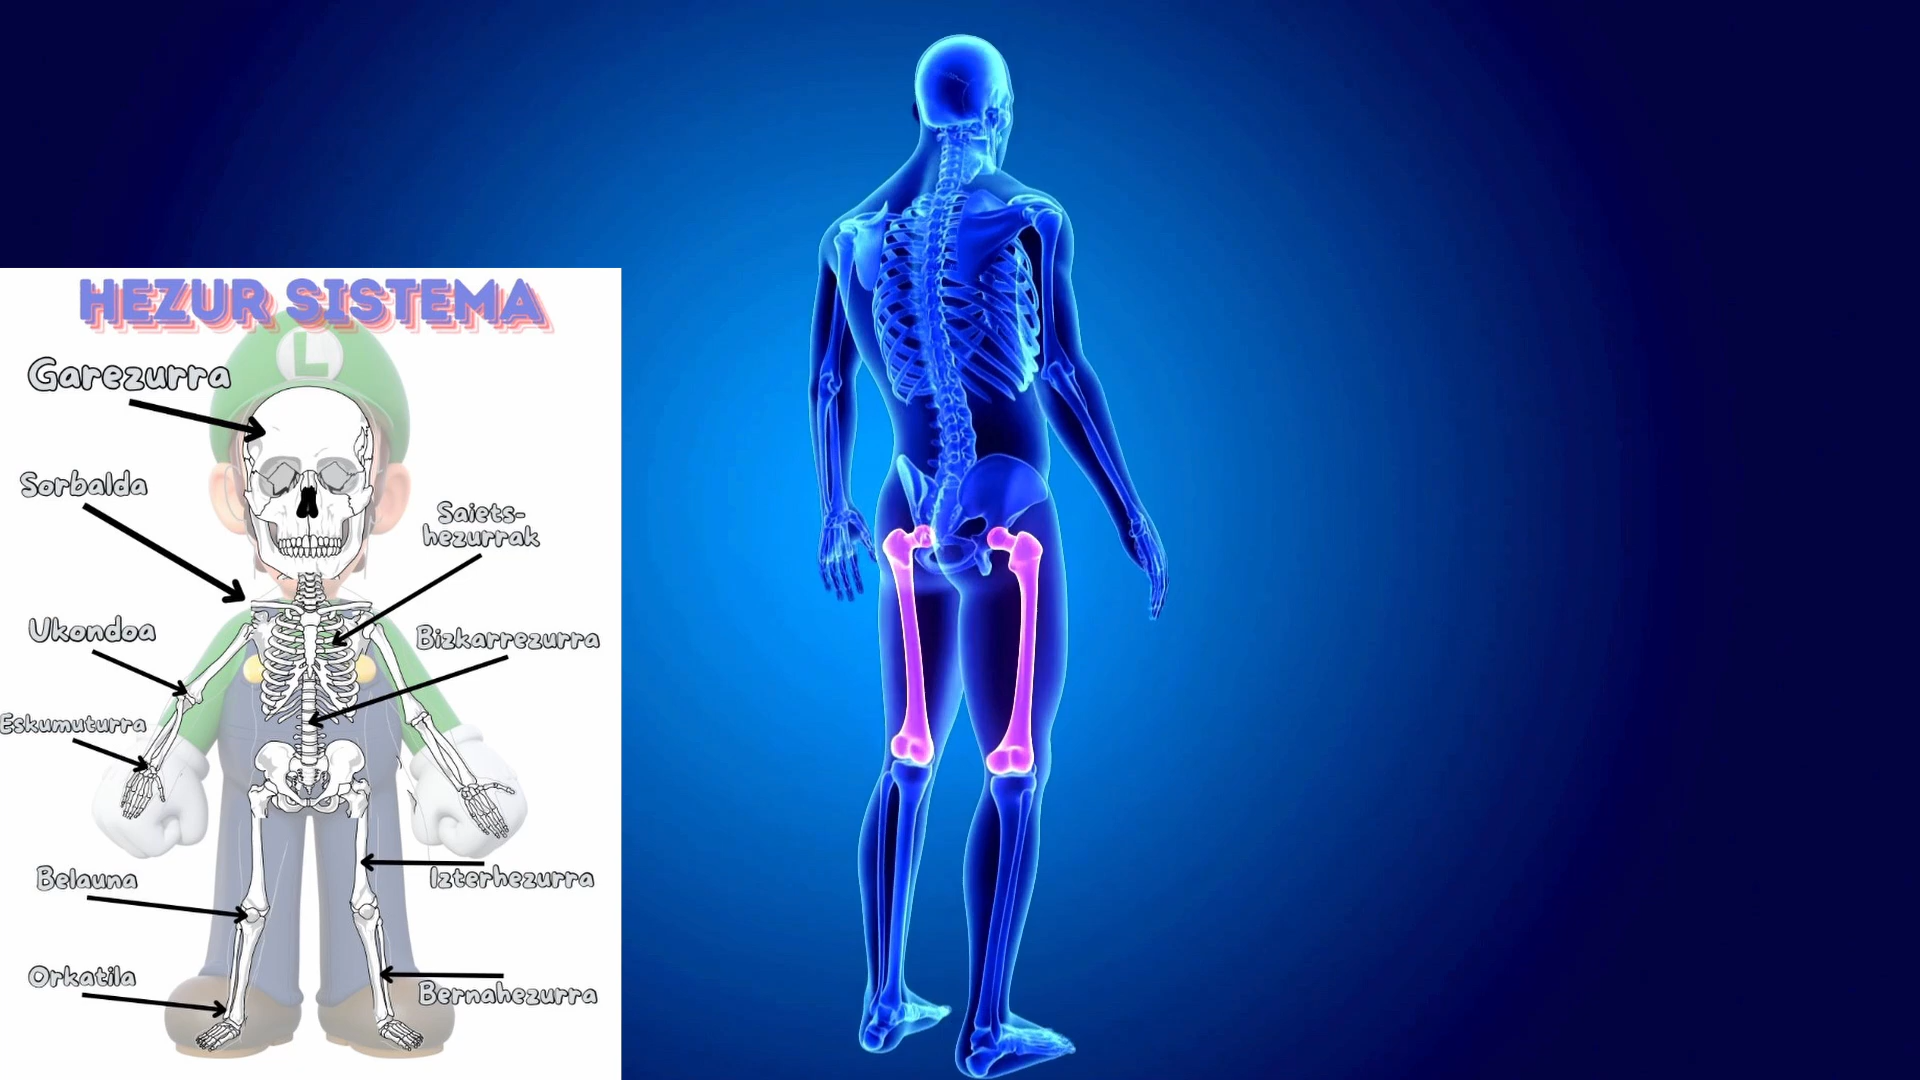 HEZUR SISTEMA
L
Garezurra
Sorbalda
Saiets-
hezurrak
Ukondoa
Bizkarrezurra
Eskumuturra
Belauna
Izterhezurra
Orkatila
Bernahezurra